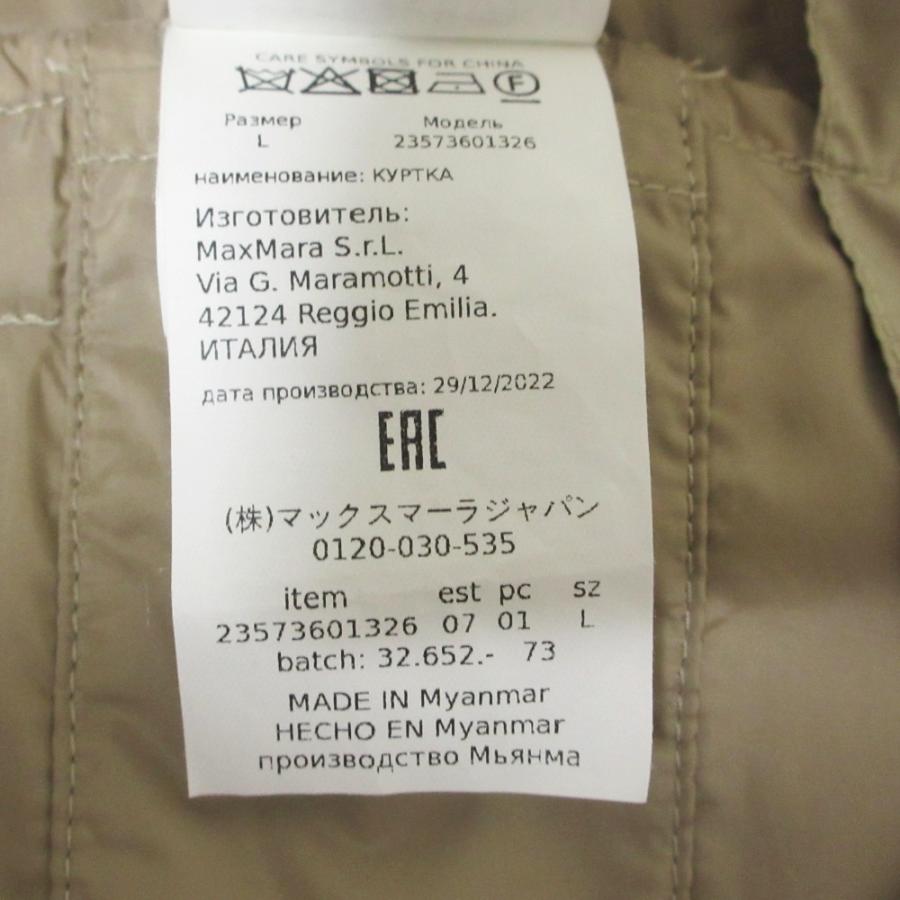 CARE SYMBOLS FOR CHINA
F
Размер Модель
L 23573601326
наименование: КУРТКА
Изготовитель:
MaxMara S.r.L.
Via G. Maramotti, 4
42124 Reggio Emilia.
ИТАЛИЯ
дата производства: 29/12/2022
EAC
(株)マックスマーラジャパン
0120-030-535
item est pc sz
23573601326 07 01 L
batch: 32.652.- 73
MADE IN Myanmar
HECHO EN Myanmar
производство Мьянма